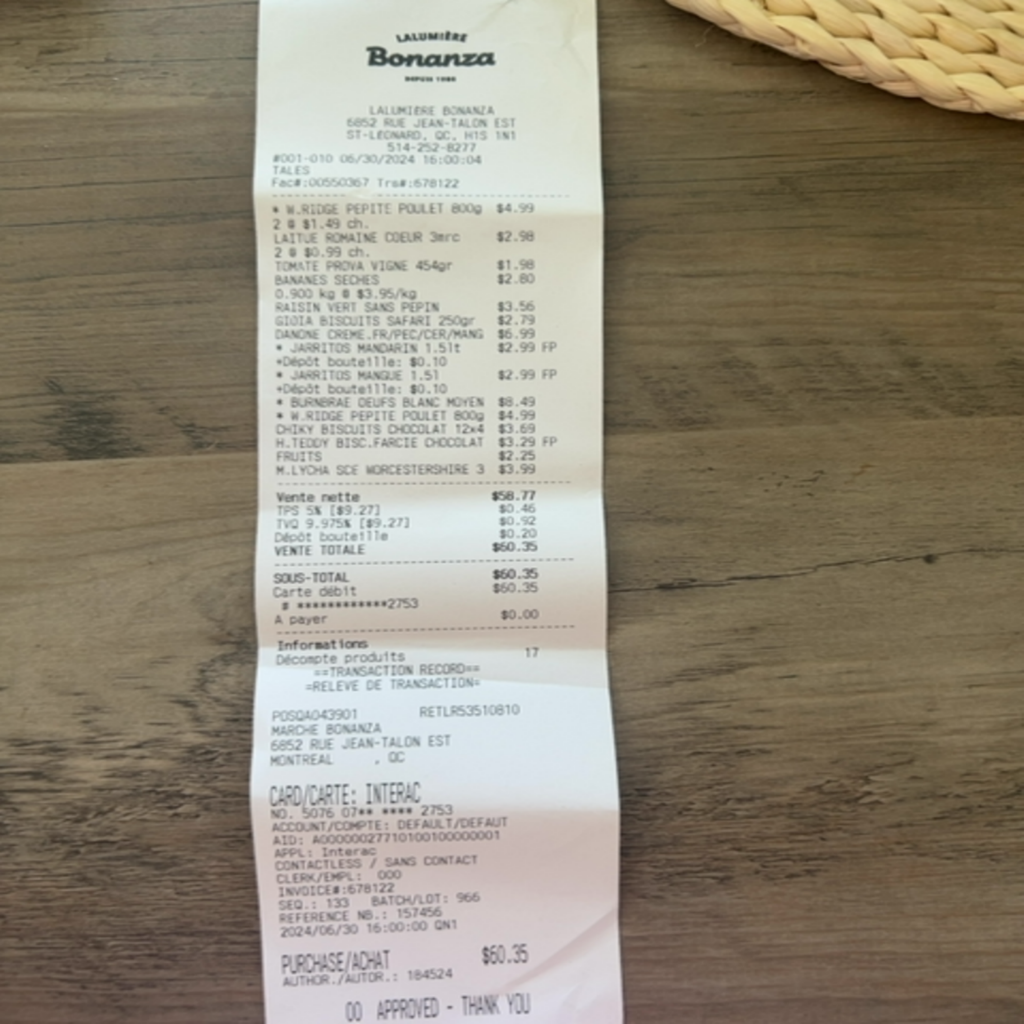 LALUMIÈRE
Bonanza
DEPUIS 1988
LALUMIERE BONANZA
6852 RUE JEAN-TALON EST
ST-LEONARD, QC, H1S 1N1
514-252-8277
#001-010 06/30/2024 16:00:04
TALES
Fac#:00550367 Trs#:678122
* W.RIDGE PEPITE POULET 800g $4.99
2 @ $1.49 ch.
LAITUE ROMAINE COEUR 3mrc $2.98
2 @ $0.99 ch.
TOMATE PROVA VIGNE 454gr $1.98
BANANES SECHES $2.80
0.900 kg @ $3.95/kg
RAISIN VERT SANS PEPIN $3.56
GIOIA BISCUITS SAFARI 250gr $2.79
DANONE CREME.FR/PEC/CER/MANG $6.99
* JARRITOS MANDARIN 1.5lt $2.99 FP
+Dépôt bouteille: $0.10
* JARRITOS MANGUE 1.5l $2.99 FP
+Dépôt bouteille: $0.10
* BURNBRAE OEUFS BLANC MOYEN $8.49
* W.RIDGE PEPITE POULET 800g $4.99
CHIKY BISCUITS CHOCOLAT 12x4 $3.69
H.TEDDY BISC.FARCIE CHOCOLAT $3.29 FP
FRUITS $2.25
M.LYCHA SCE WORCESTERSHIRE 3 $3.99
Vente nette $58.77
TPS 5% [$9.27] $0.46
TVQ 9.975% [$9.27] $0.92
Dépôt bouteille $0.20
VENTE TOTALE $60.35
SOUS-TOTAL $60.35
Carte débit $60.35
# ************2753
A payer $0.00
Informations
Décompte produits 17
==TRANSACTION RECORD==
=RELEVE DE TRANSACTION=
POSQA043901 RETLR53510810
MARCHE BONANZA
6852 RUE JEAN-TALON EST
MONTREAL , QC
CARD/CARTE: INTERAC
NO. 5076 07** **** 2753
ACCOUNT/COMPTE: DEFAULT/DEFAUT
AID: A0000002771010010000001
APPL: Interac
CONTACTLESS / SANS CONTACT
CLERK/EMPL: 000
INVOICE#:678122
SEQ.: 133 BATCH/LOT: 966
REFERENCE NB.: 157456
2024/06/30 16:00:00 QN1
PURCHASE/ACHAT $60.35
AUTHOR./AUTOR.: 184524
00 APPROVED - THANK YOU